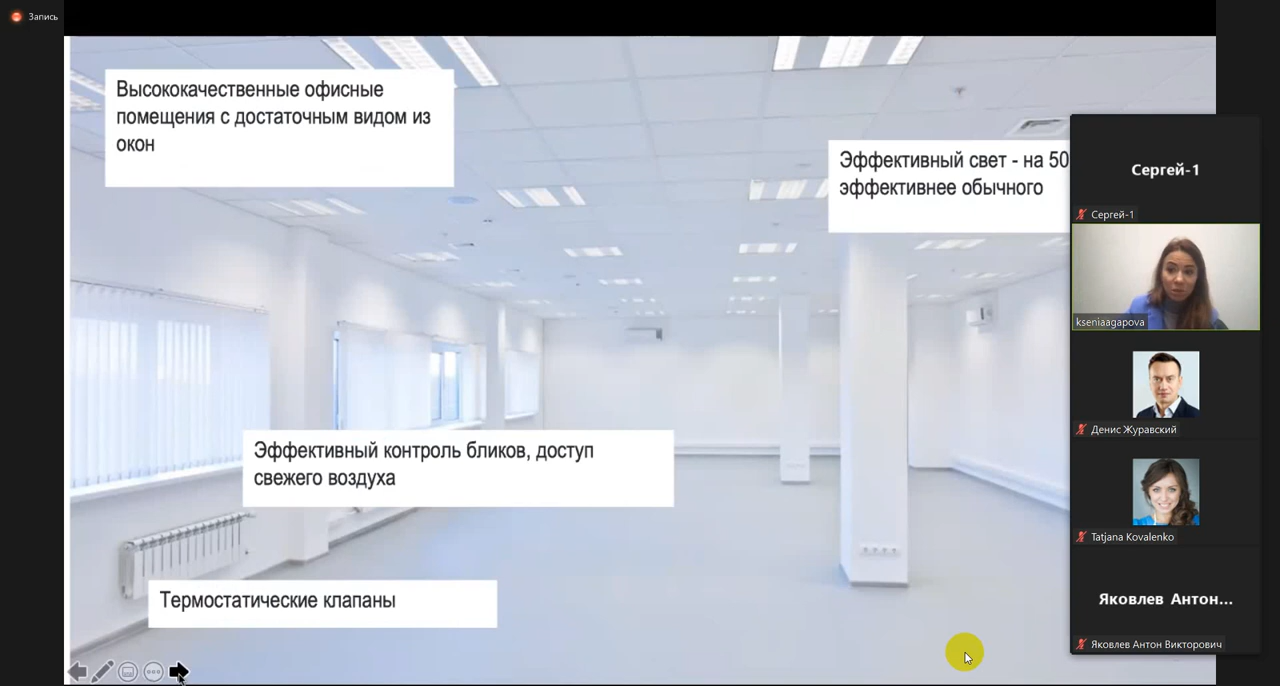 Запись
Высококачественные офисные
помещения с достаточным видом из
окон
Эффективный свет - на 50
эффективнее обычного
Эффективный контроль бликов, доступ
свежего воздуха
Термостатические клапаны
Сергей-1
Сергей-1
kseniaagapova
Денис Журавский
Tatjana Kovalenko
Яковлев Антон...
Яковлев Антон Викторович